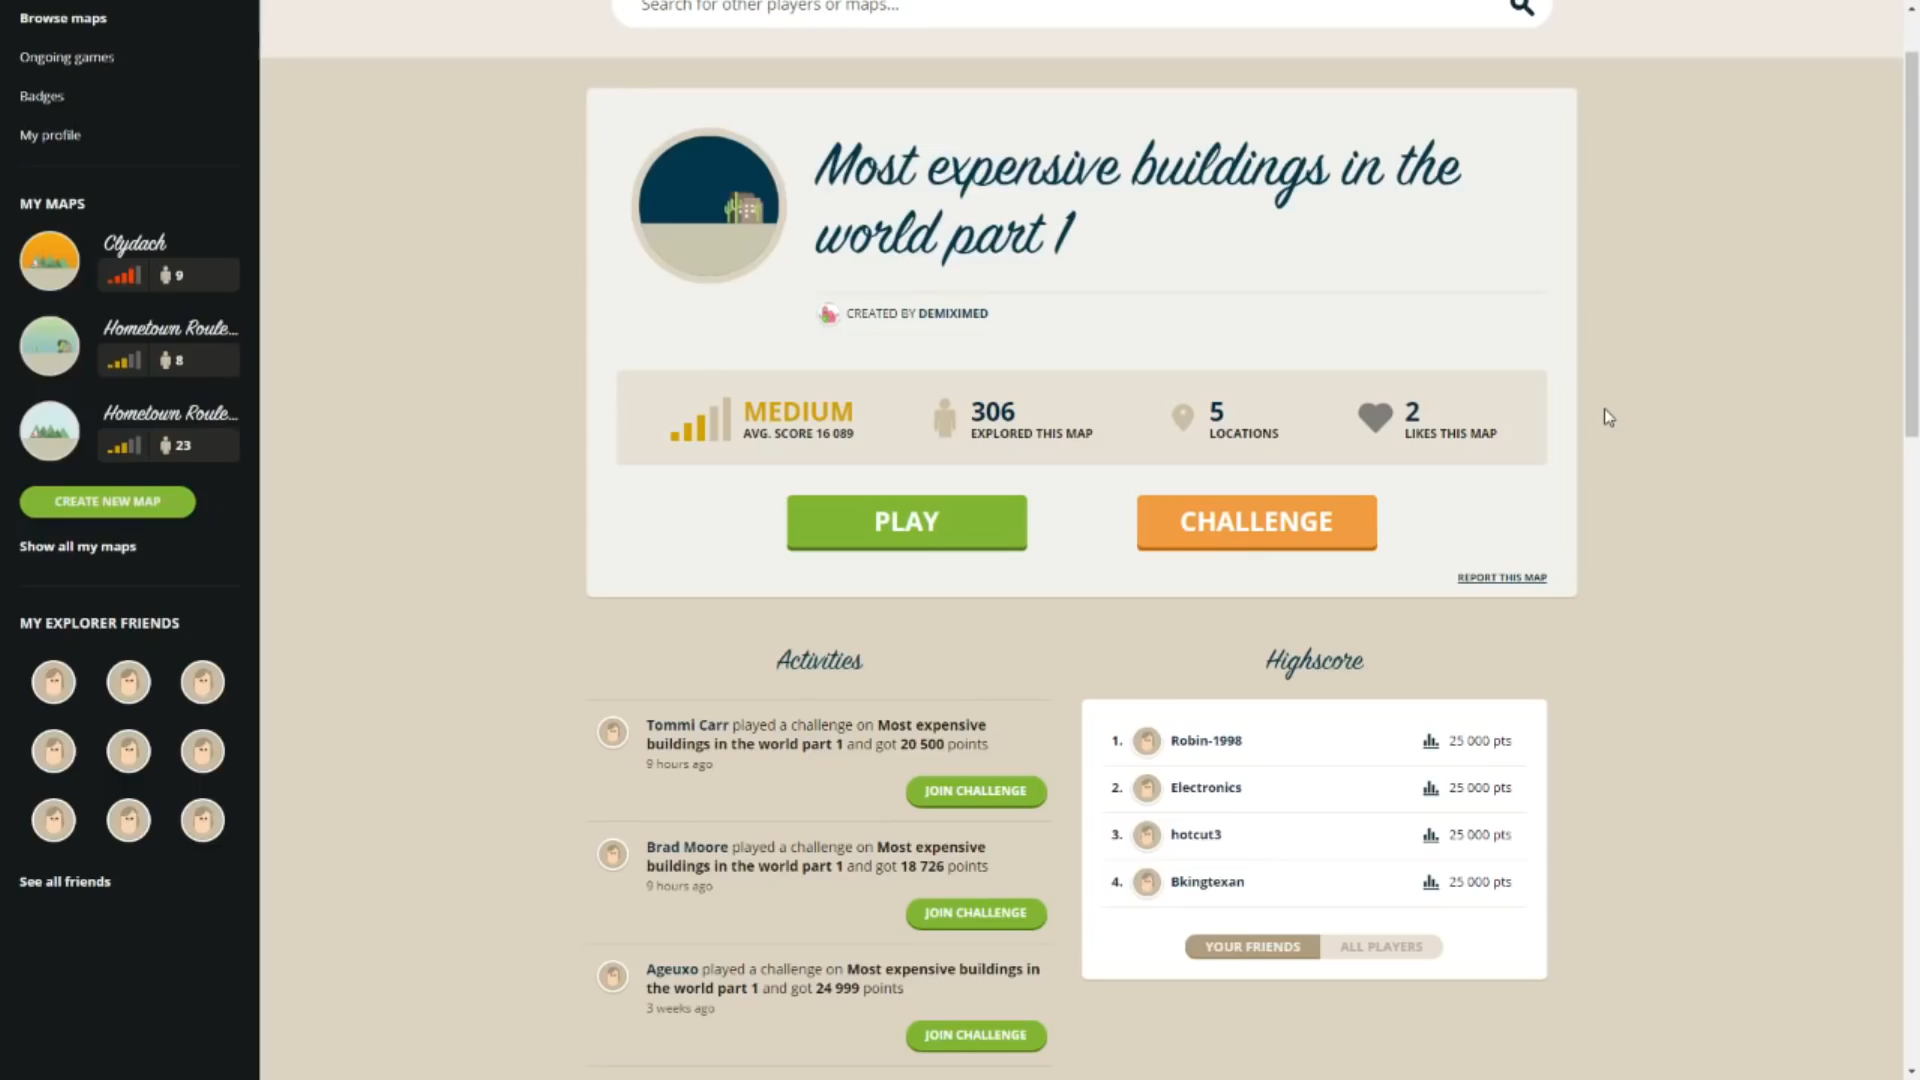 Search for other players or maps...
Browse maps
Ongoing games
Badges
My profile
MY MAPS
Clydach
9
Hometown Roule...
8
Hometown Roule...
23
CREATE NEW MAP
Show all my maps
MY EXPLORER FRIENDS
See all friends
Most expensive buildings in the
world part 1
CREATED BY DEMIXIMED
MEDIUM
AVG. SCORE 16 089
306
EXPLORED THIS MAP
5
LOCATIONS
2
LIKES THIS MAP
PLAY
CHALLENGE
REPORT THIS MAP
Activities
Tommi Carr played a challenge on Most expensive
buildings in the world part 1 and got 20 500 points
9 hours ago
JOIN CHALLENGE
Brad Moore played a challenge on Most expensive
buildings in the world part 1 and got 18 726 points
9 hours ago
JOIN CHALLENGE
Ageuxo played a challenge on Most expensive buildings in
the world part 1 and got 24 999 points
3 weeks ago
JOIN CHALLENGE
Highscore
1. Robin-1998 25 000 pts
2. Electronics 25 000 pts
3. hotcut3 25 000 pts
4. Bkingtexan 25 000 pts
YOUR FRIENDS ALL PLAYERS